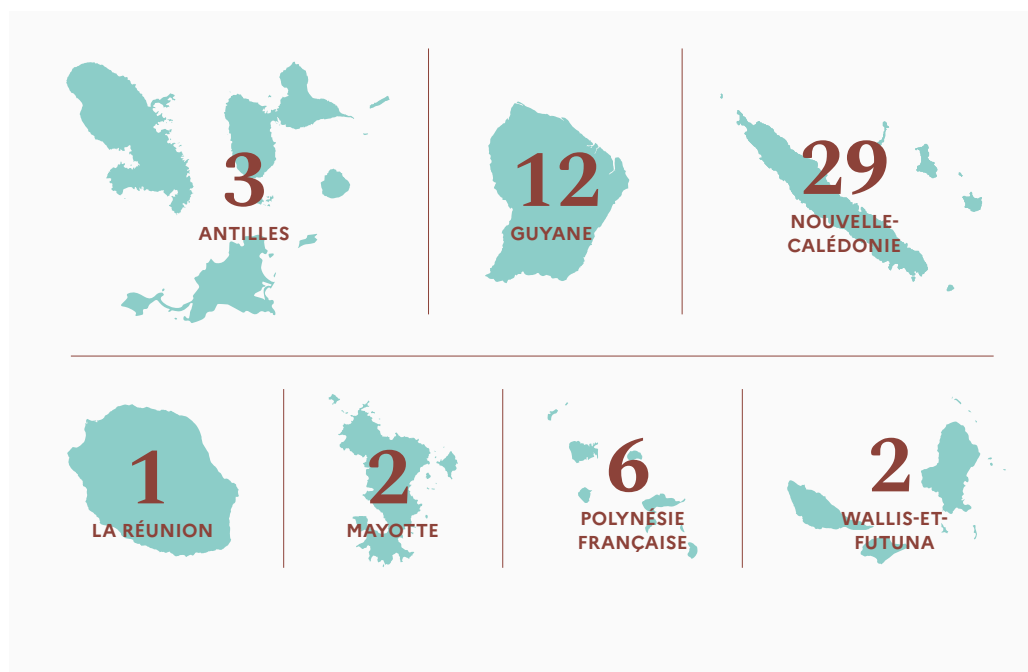 3
ANTILLES
12
GUYANE
29
NOUVELLE-
CALÉDONIE
1
LA RÉUNION
2
MAYOTTE
6
POLYNÉSIE
FRANÇAISE
2
WALLIS-ET-
FUTUNA